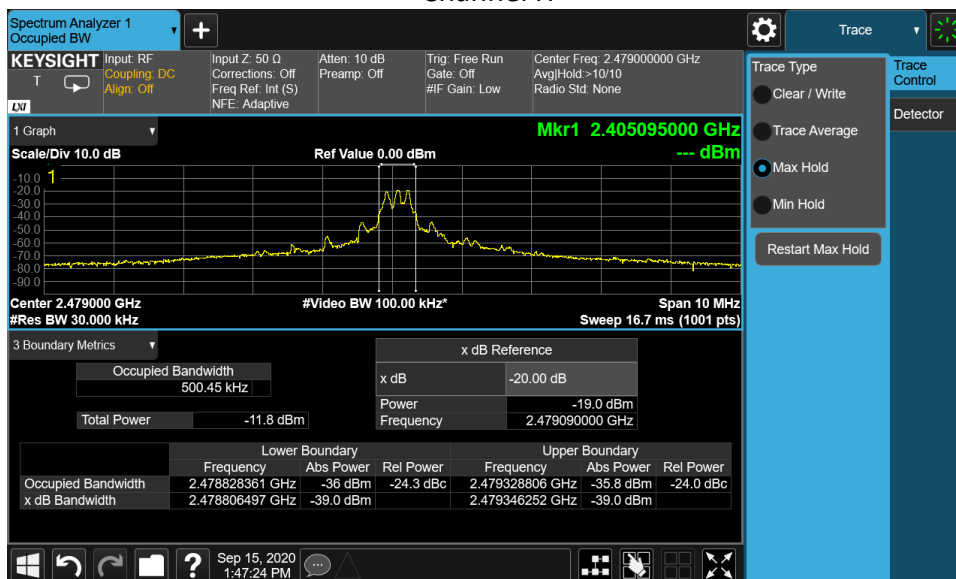 Spectrum Analyzer 1
Occupied BW
Trace
KEYSIGHT
T
LXI
Input: RF
Coupling: DC
Align: Off
Input Z: 50 Ω
Corrections: Off
Freq Ref: Int (S)
NFE: Adaptive
Atten: 10 dB
Preamp: Off
Trig: Free Run
Gate: Off
#IF Gain: Low
Center Freq: 2.479000000 GHz
Avg|Hold:>10/10
Radio Std: None
Trace Type
Clear / Write
Trace Average
Max Hold
Min Hold
Restart Max Hold
Trace
Control
Detector
1 Graph
Mkr1 2.405095000 GHz
Scale/Div 10.0 dB
Ref Value 0.00 dBm
--- dBm
1
-10.0
-20.0
-30.0
-40.0
-50.0
-60.0
-70.0
-80.0
-90.0
Center 2.479000 GHz
#Video BW 100.00 kHz*
Span 10 MHz
#Res BW 30.000 kHz
Sweep 16.7 ms (1001 pts)
3 Boundary Metrics
Occupied Bandwidth
500.45 kHz
Total Power -11.8 dBm
x dB Reference
x dB -20.00 dB
Power -19.0 dBm
Frequency 2.479090000 GHz
Lower Boundary Upper Boundary
Frequency Abs Power Rel Power Frequency Abs Power Rel Power
Occupied Bandwidth 2.478828361 GHz -36 dBm -24.3 dBc 2.479328806 GHz -35.8 dBm -24.0 dBc
x dB Bandwidth 2.478806497 GHz -39.0 dBm 2.479346252 GHz -39.0 dBm
?
Sep 15, 2020
1:47:24 PM